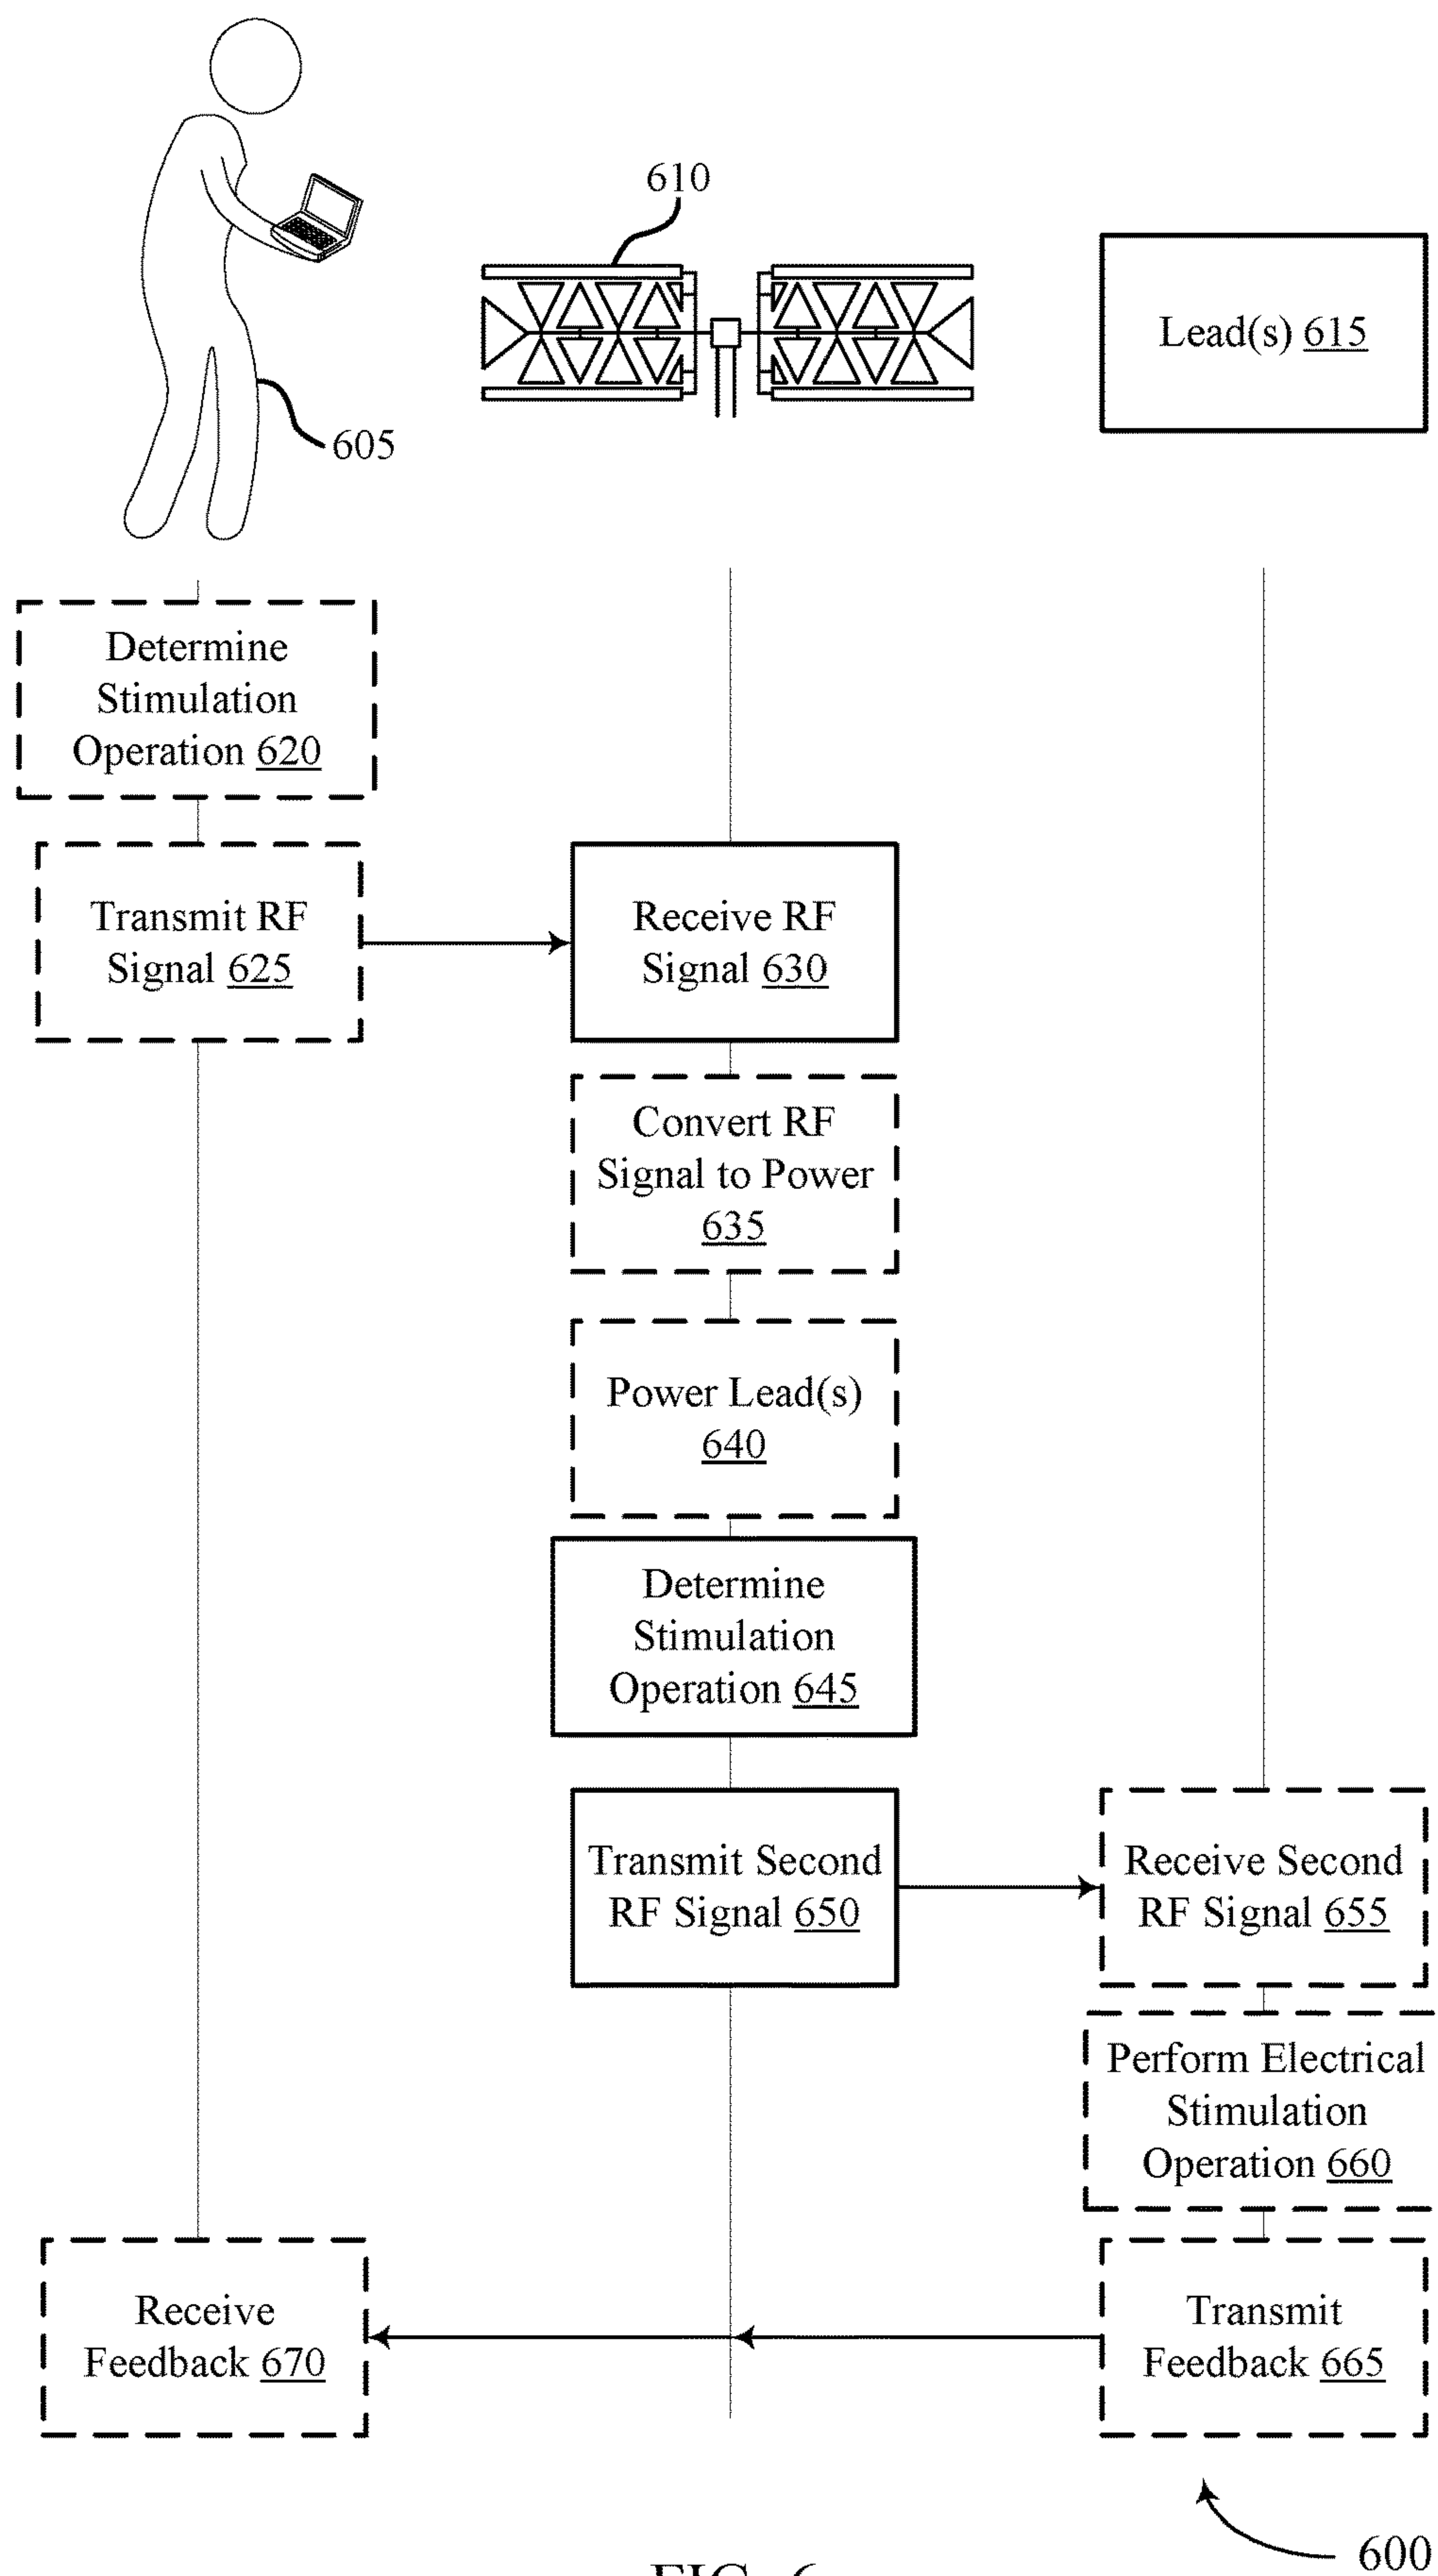 610
Lead(s) 615
605
Determine
Stimulation
Operation 620
Transmit RF
Signal 625
Receive RF
Signal 630
Convert RF
Signal to Power
635
Power Lead(s)
640
Determine
Stimulation
Operation 645
Transmit Second
RF Signal 650
Receive Second
RF Signal 655
Perform Electrical
Stimulation
Operation 660
Receive
Feedback 670
Transmit
Feedback 665
600
FIG. 6